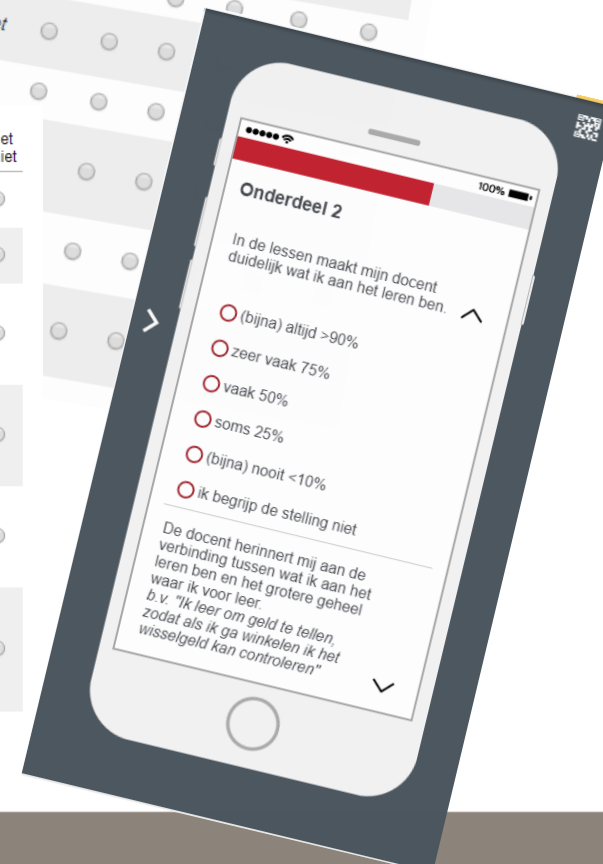 et
iet
100%
Onderdeel 2
In de lessen maakt mijn docent
duidelijk wat ik aan het leren ben.
(bijna) altijd >90%
zeer vaak 75%
vaak 50%
soms 25%
(bijna) nooit <10%
ik begrijp de stelling niet
De docent herinnert mij aan de
verbinding tussen wat ik aan het
leren ben en het grotere geheel
waar ik voor leer.
b.v. "Ik leer om geld te tellen,
zodat als ik ga winkelen ik het
wisselgeld kan controleren"